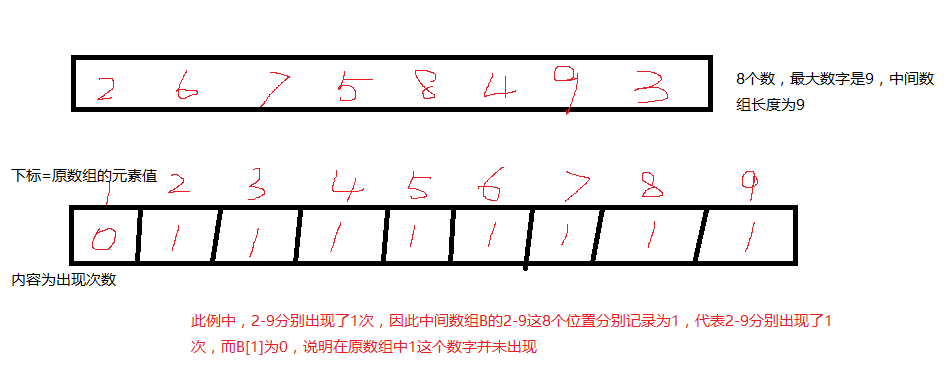 2 6 7 5 8 4 9 3
8个数，最大数字是9，中间数
组长度为9
下标=原数组的元素值
1 2 3 4 5 6 7 8 9
0 1 1 1 1 1 1 1 1
内容为出现次数
此例中，2-9分别出现了1次，因此中间数组B的2-9这8个位置分别记录为1，代表2-9分别出现了1
次，而B[1]为0，说明在原数组中1这个数字并未出现